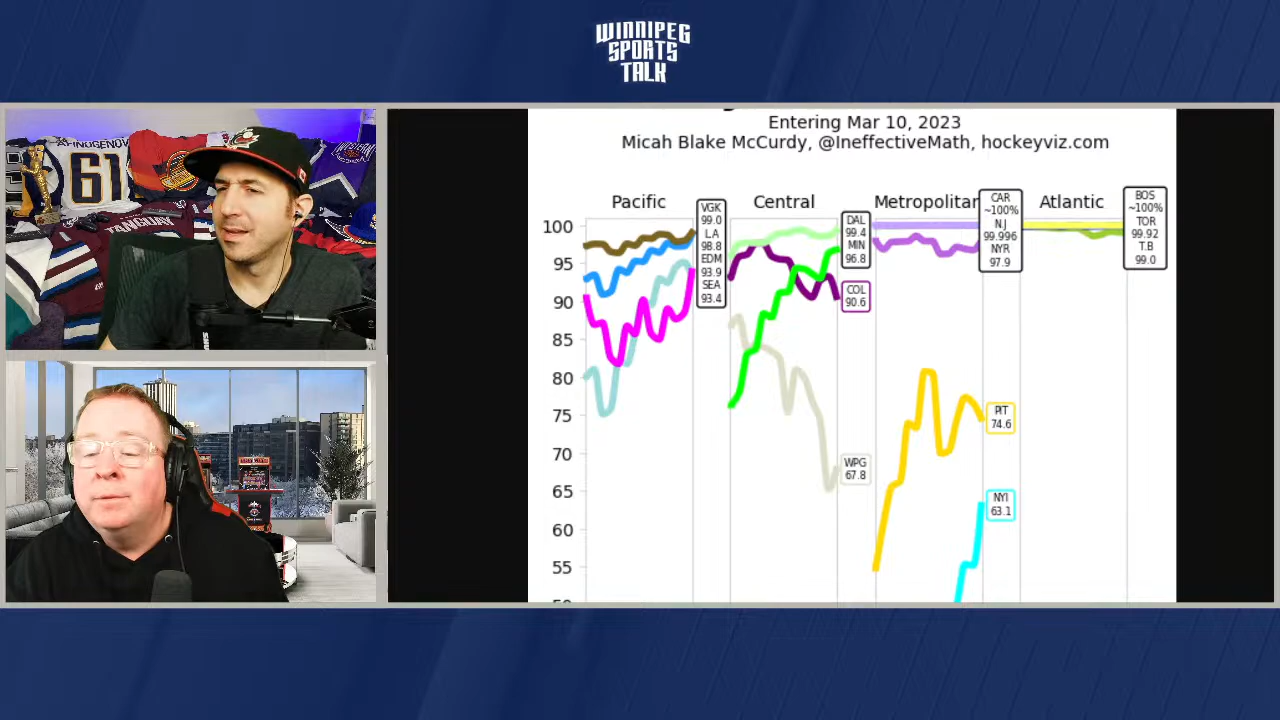 WINNIPEG
SPORTS
TALK
AFINOGENOV
61
Entering Mar 10, 2023
Micah Blake McCurdy, @IneffectiveMath, hockeyviz.com
Pacific
Central
Metropolitan
Atlantic
100
95
90
85
80
75
70
65
60
55
VGK
99.0
LA
98.8
EDM
93.9
SEA
93.4
DAL
99.4
MIN
96.8
COL
90.6
WPG
67.8
CAR
~100%
N.J
99.996
NYR
97.9
PIT
74.6
NYI
63.1
BOS
~100%
TOR
99.92
T.B
99.0